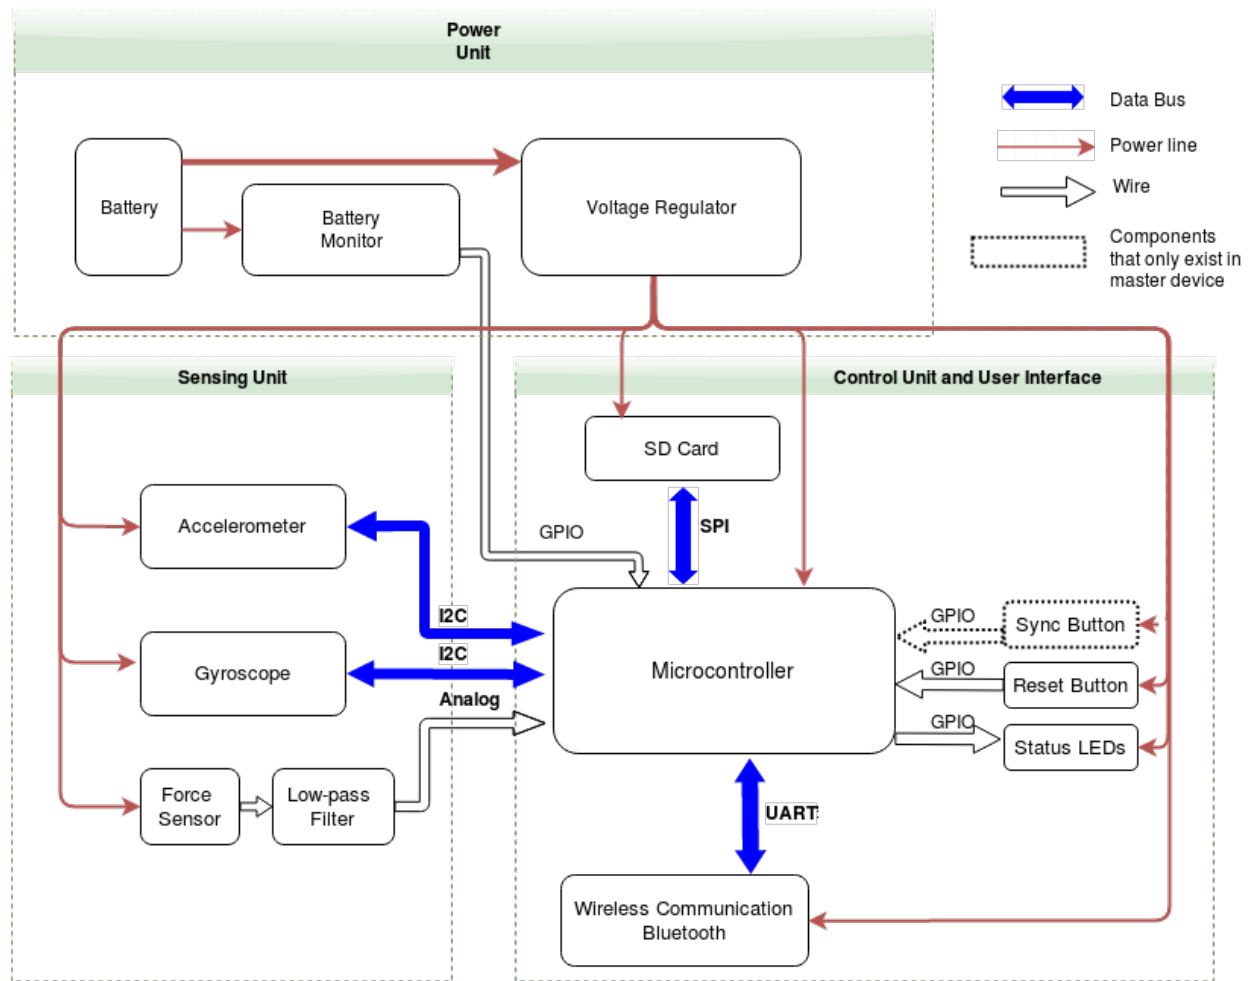 Power
Unit
Data Bus
Power line
Wire
Components
that only exist in
master device
Battery
Battery
Monitor
Voltage Regulator
Sensing Unit
Control Unit and User Interface
SD Card
SPI
Accelerometer
GPIO
I2C
I2C
Gyroscope
Analog
Microcontroller
GPIO
Sync Button
GPIO
Reset Button
GPIO
Status LEDs
Force
Sensor
Low-pass
Filter
UART
Wireless Communication
Bluetooth